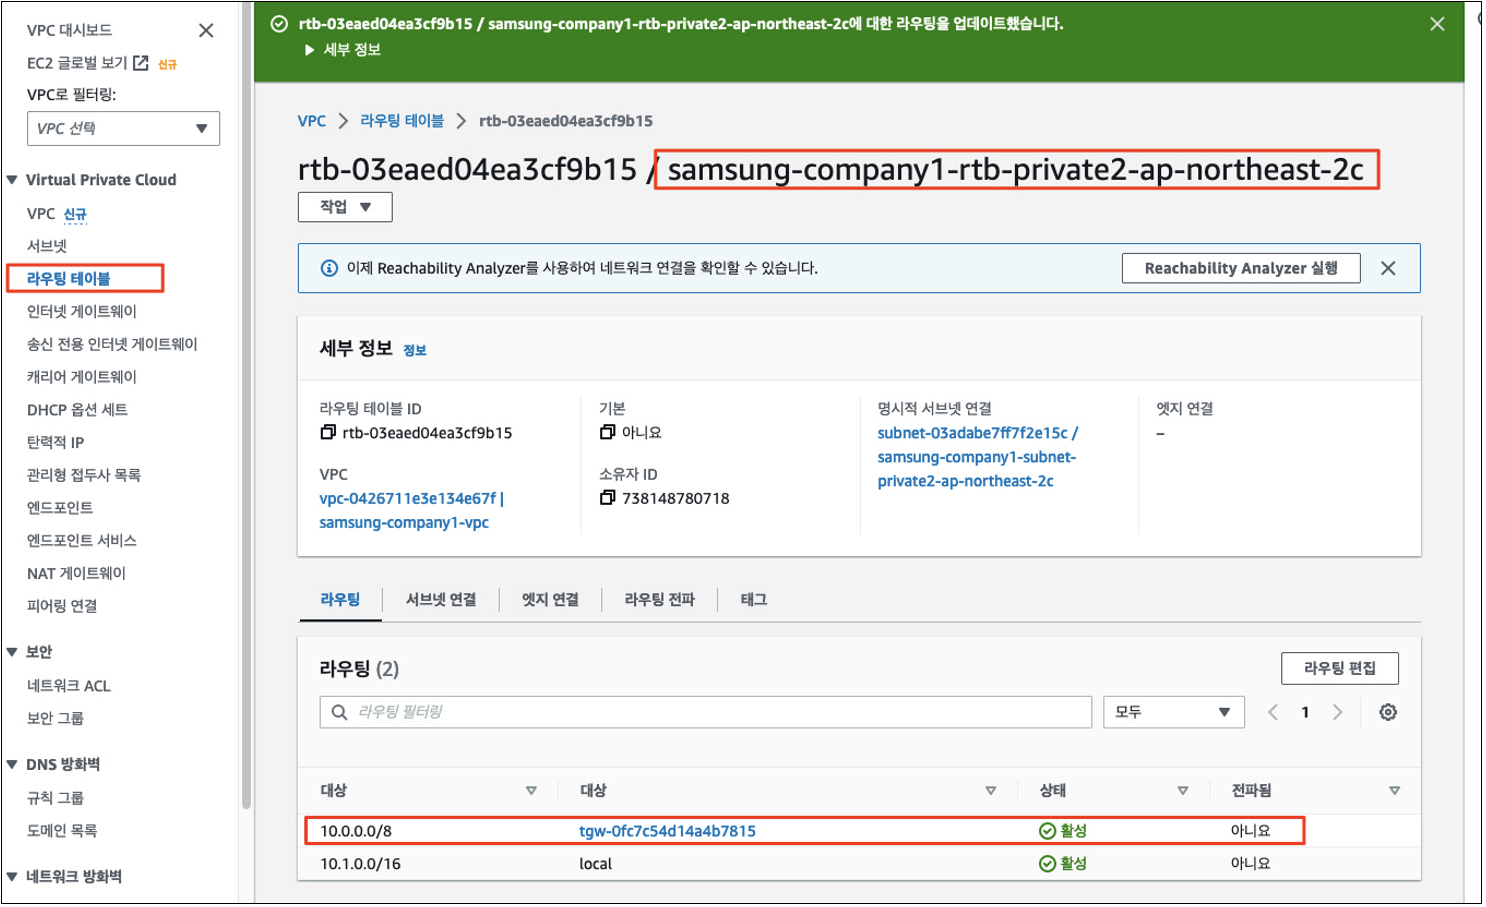 VPC 대시보드
EC2 글로벌 보기 신규
VPC로 필터링:
VPC 선택
Virtual Private Cloud
VPC 신규
서브넷
라우팅 테이블
인터넷 게이트웨이
송신 전용 인터넷 게이트웨이
캐리어 게이트웨이
DHCP 옵션 세트
탄력적 IP
관리형 접두사 목록
엔드포인트
엔드포인트 서비스
NAT 게이트웨이
피어링 연결
보안
네트워크 ACL
보안 그룹
DNS 방화벽
규칙 그룹
도메인 목록
네트워크 방화벽
rtb-03eaed04ea3cf9b15 / samsung-company1-rtb-private2-ap-northeast-2c에 대한 라우팅을 업데이트했습니다.
세부 정보
VPC 라우팅 테이블 rtb-03eaed04ea3cf9b15
rtb-03eaed04ea3cf9b15 / samsung-company1-rtb-private2-ap-northeast-2c
작업
이제 Reachability Analyzer를 사용하여 네트워크 연결을 확인할 수 있습니다. Reachability Analyzer 실행
세부 정보 정보
라우팅 테이블 ID
rtb-03eaed04ea3cf9b15
VPC
vpc-0426711e3e134e67f |
samsung-company1-vpc
기본
아니요
소유자 ID
738148780718
명시적 서브넷 연결
subnet-03adabe7ff7f2e15c /
samsung-company1-subnet-
private2-ap-northeast-2c
엣지 연결
–
라우팅 서브넷 연결 엣지 연결 라우팅 전파 태그
라우팅 (2) 라우팅 편집
라우팅 필터링 모두 1
대상 대상 상태 전파됨
10.0.0.0/8 tgw-0fc7c54d14a4b7815 활성 아니요
10.1.0.0/16 local 활성 아니요